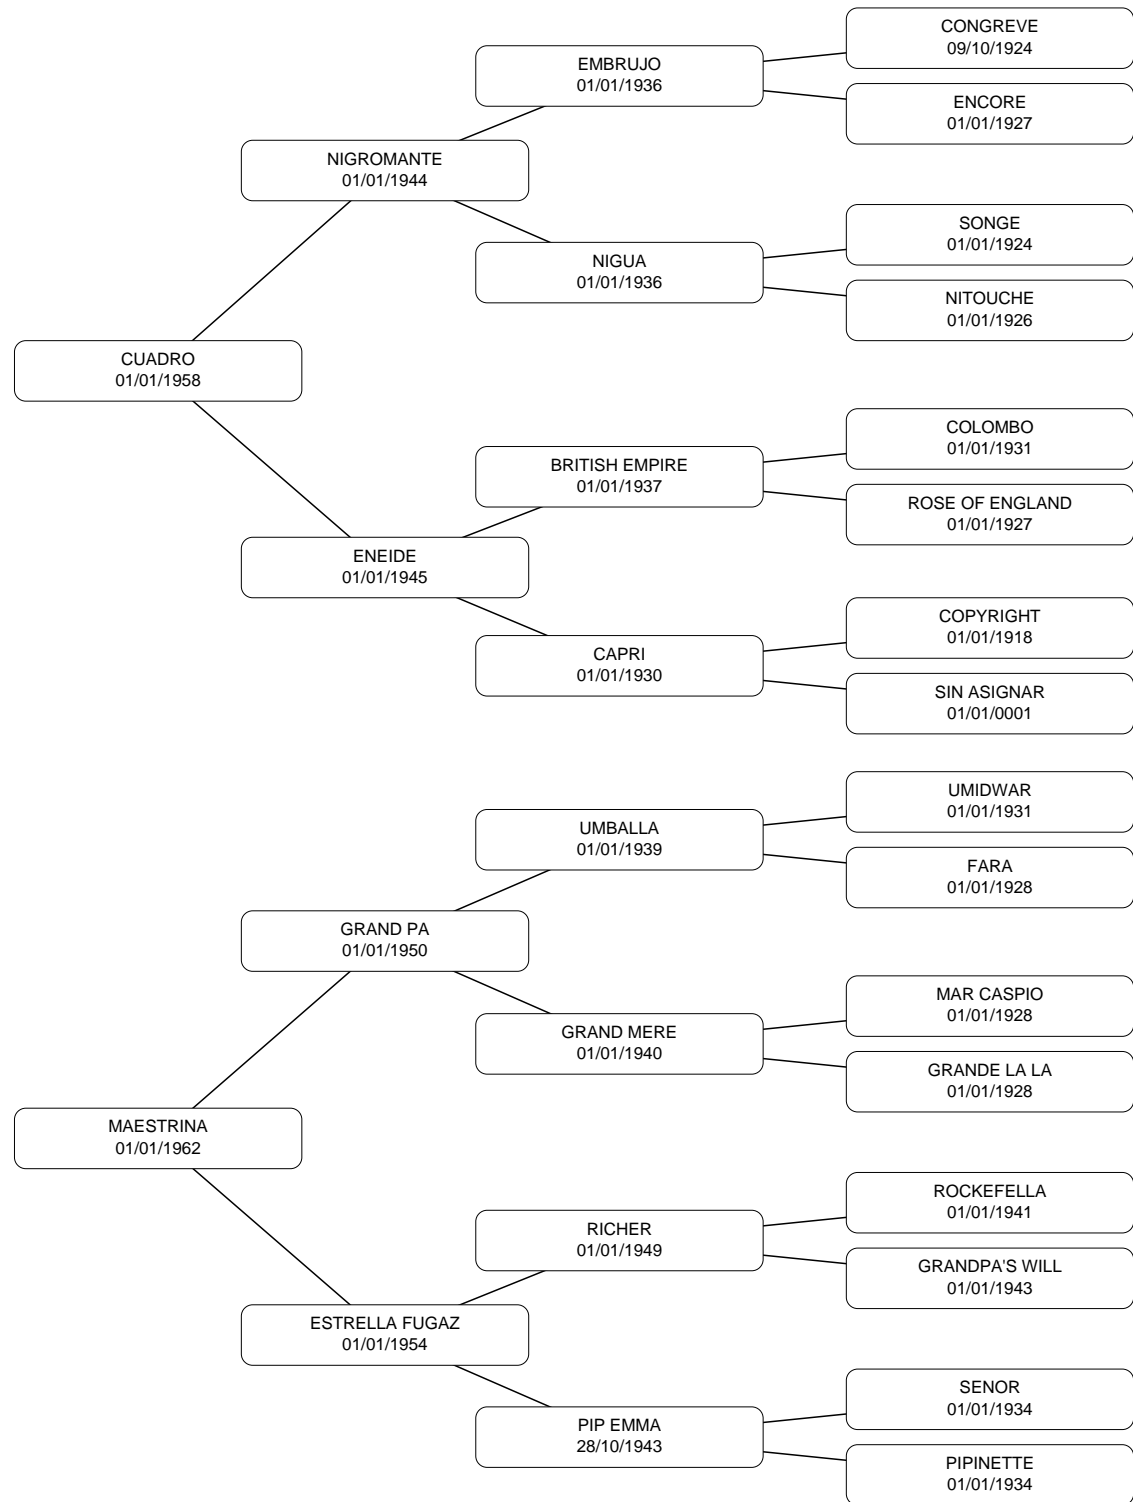 CONGREVE
09/10/1924
EMBRUJO
01/01/1936
ENCORE
01/01/1927
NIGROMANTE
01/01/1944
SONGE
01/01/1924
NIGUA
01/01/1936
NITOUCHE
01/01/1926
CUADRO
01/01/1958
COLOMBO
01/01/1931
BRITISH EMPIRE
01/01/1937
ROSE OF ENGLAND
01/01/1927
ENEIDE
01/01/1945
COPYRIGHT
01/01/1918
CAPRI
01/01/1930
SIN ASIGNAR
01/01/0001
UMIDWAR
01/01/1931
UMBALLA
01/01/1939
FARA
01/01/1928
GRAND PA
01/01/1950
MAR CASPIO
01/01/1928
GRAND MERE
01/01/1940
GRANDE LA LA
01/01/1928
MAESTRINA
01/01/1962
ROCKEFELLA
01/01/1941
RICHER
01/01/1949
GRANDPA'S WILL
01/01/1943
ESTRELLA FUGAZ
01/01/1954
SENOR
01/01/1934
PIP EMMA
28/10/1943
PIPINETTE
01/01/1934